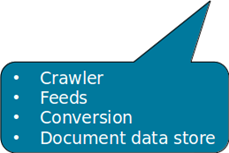 • Crawler
• Feeds
• Conversion
• Document data store